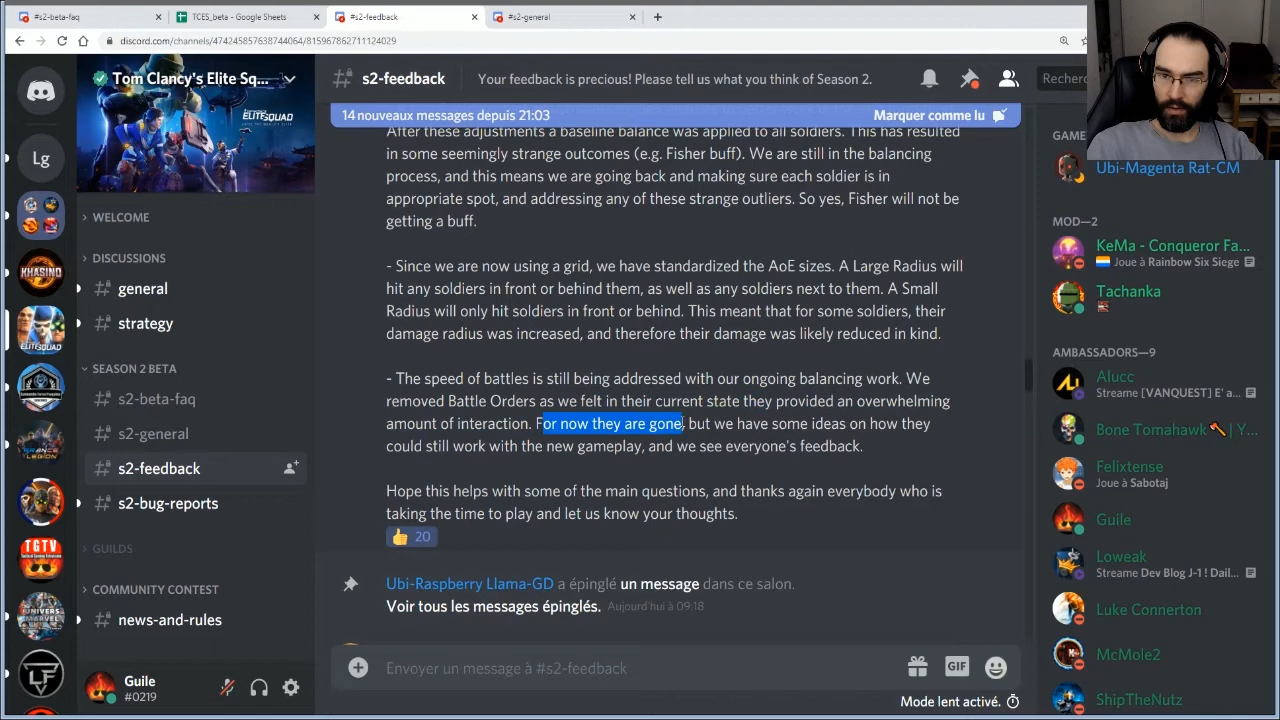 #s2-beta-faq
TCES_beta - Google Sheets
#s2-feedback
#s2-general
discord.com/channels/474245857638744064/815967862711124029
Tom Clancy's Elite Sq...
# s2-feedback
Your feedback is precious! Please tell us what you think of Season 2.
Recherc
ELITE SQUAD
Lg
KHASINO
ELITE SQUAD
TGTV
UNIVERS
MARVEL
WELCOME
DISCUSSIONS
# general
# strategy
SEASON 2 BETA
# s2-beta-faq
# s2-general
# s2-feedback
# s2-bug-reports
GUILDS
COMMUNITY CONTEST
# news-and-rules
Guile
#0219
14 nouveaux messages depuis 21:03
Marquer comme lu
After these adjustments a baseline balance was applied to all soldiers. This has resulted
in some seemingly strange outcomes (e.g. Fisher buff). We are still in the balancing
process, and this means we are going back and making sure each soldier is in
appropriate spot, and addressing any of these strange outliers. So yes, Fisher will not be
getting a buff.
- Since we are now using a grid, we have standardized the AoE sizes. A Large Radius will
hit any soldiers in front or behind them, as well as any soldiers next to them. A Small
Radius will only hit soldiers in front or behind. This meant that for some soldiers, their
damage radius was increased, and therefore their damage was likely reduced in kind.
- The speed of battles is still being addressed with our ongoing balancing work. We
removed Battle Orders as we felt in their current state they provided an overwhelming
amount of interaction. For now they are gone, but we have some ideas on how they
could still work with the new gameplay, and we see everyone's feedback.
Hope this helps with some of the main questions, and thanks again everybody who is
taking the time to play and let us know your thoughts.
20
Ubi-Raspberry Llama-GD a épinglé un message dans ce salon.
Voir tous les messages épinglés. Aujourd'hui à 09:18
Envoyer un message à #s2-feedback
GIF
Mode lent activé.
GAME
Ubi-Magenta Rat-CM
MOD—2
KeMa - Conqueror Fa...
Joue à Rainbow Six Siege
Tachanka
AMBASSADORS—9
Alucc
Streame [VANQUEST] E' a...
Bone Tomahawk | Y...
Felixtense
Joue à Sabotaj
Guile
Loweak
Streame Dev Blog J-1 ! Dail...
Luke Connerton
McMole2
ShipTheNutz